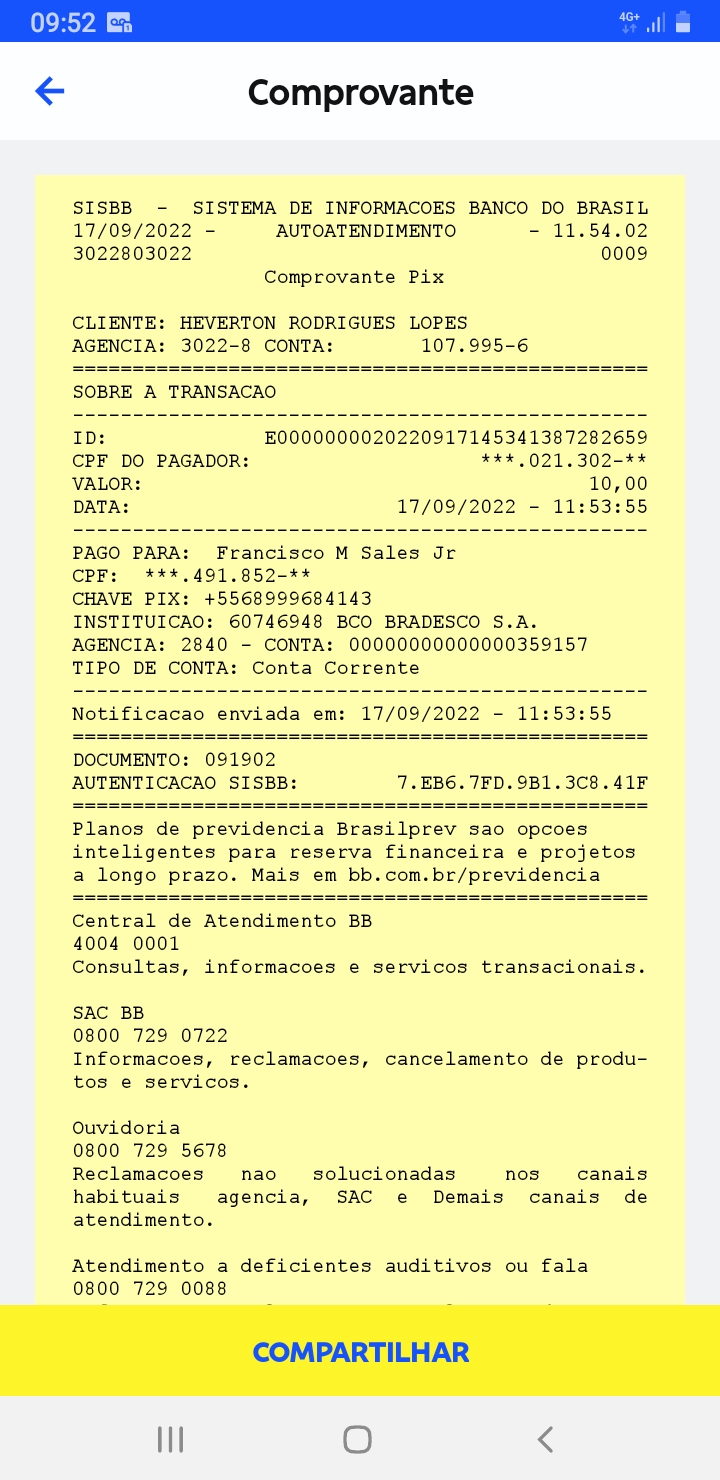 09:52
4G+
Comprovante
SISBB - SISTEMA DE INFORMACOES BANCO DO BRASIL
17/09/2022 - AUTOATENDIMENTO - 11.54.02
3022803022 0009
Comprovante Pix
CLIENTE: HEVERTON RODRIGUES LOPES
AGENCIA: 3022-8 CONTA: 107.995-6
================================================
SOBRE A TRANSACAO
------------------------------------------------
ID: E0000000020220917145341387282659
CPF DO PAGADOR: ***.021.302-**
VALOR: 10,00
DATA: 17/09/2022 - 11:53:55
------------------------------------------------
PAGO PARA: Francisco M Sales Jr
CPF: ***.491.852-**
CHAVE PIX: +5568999684143
INSTITUICAO: 60746948 BCO BRADESCO S.A.
AGENCIA: 2840 - CONTA: 00000000000000359157
TIPO DE CONTA: Conta Corrente
------------------------------------------------
Notificacao enviada em: 17/09/2022 - 11:53:55
================================================
DOCUMENTO: 091902
AUTENTICACAO SISBB: 7.EB6.7FD.9B1.3C8.41F
================================================
Planos de previdencia Brasilprev sao opcoes
inteligentes para reserva financeira e projetos
a longo prazo. Mais em bb.com.br/previdencia
================================================
Central de Atendimento BB
4004 0001
Consultas, informacoes e servicos transacionais.
SAC BB
0800 729 0722
Informacoes, reclamacoes, cancelamento de produ-
tos e servicos.
Ouvidoria
0800 729 5678
Reclamacoes nao solucionadas nos canais
habituais agencia, SAC e Demais canais de
atendimento.
Atendimento a deficientes auditivos ou fala
0800 729 0088
COMPARTILHAR